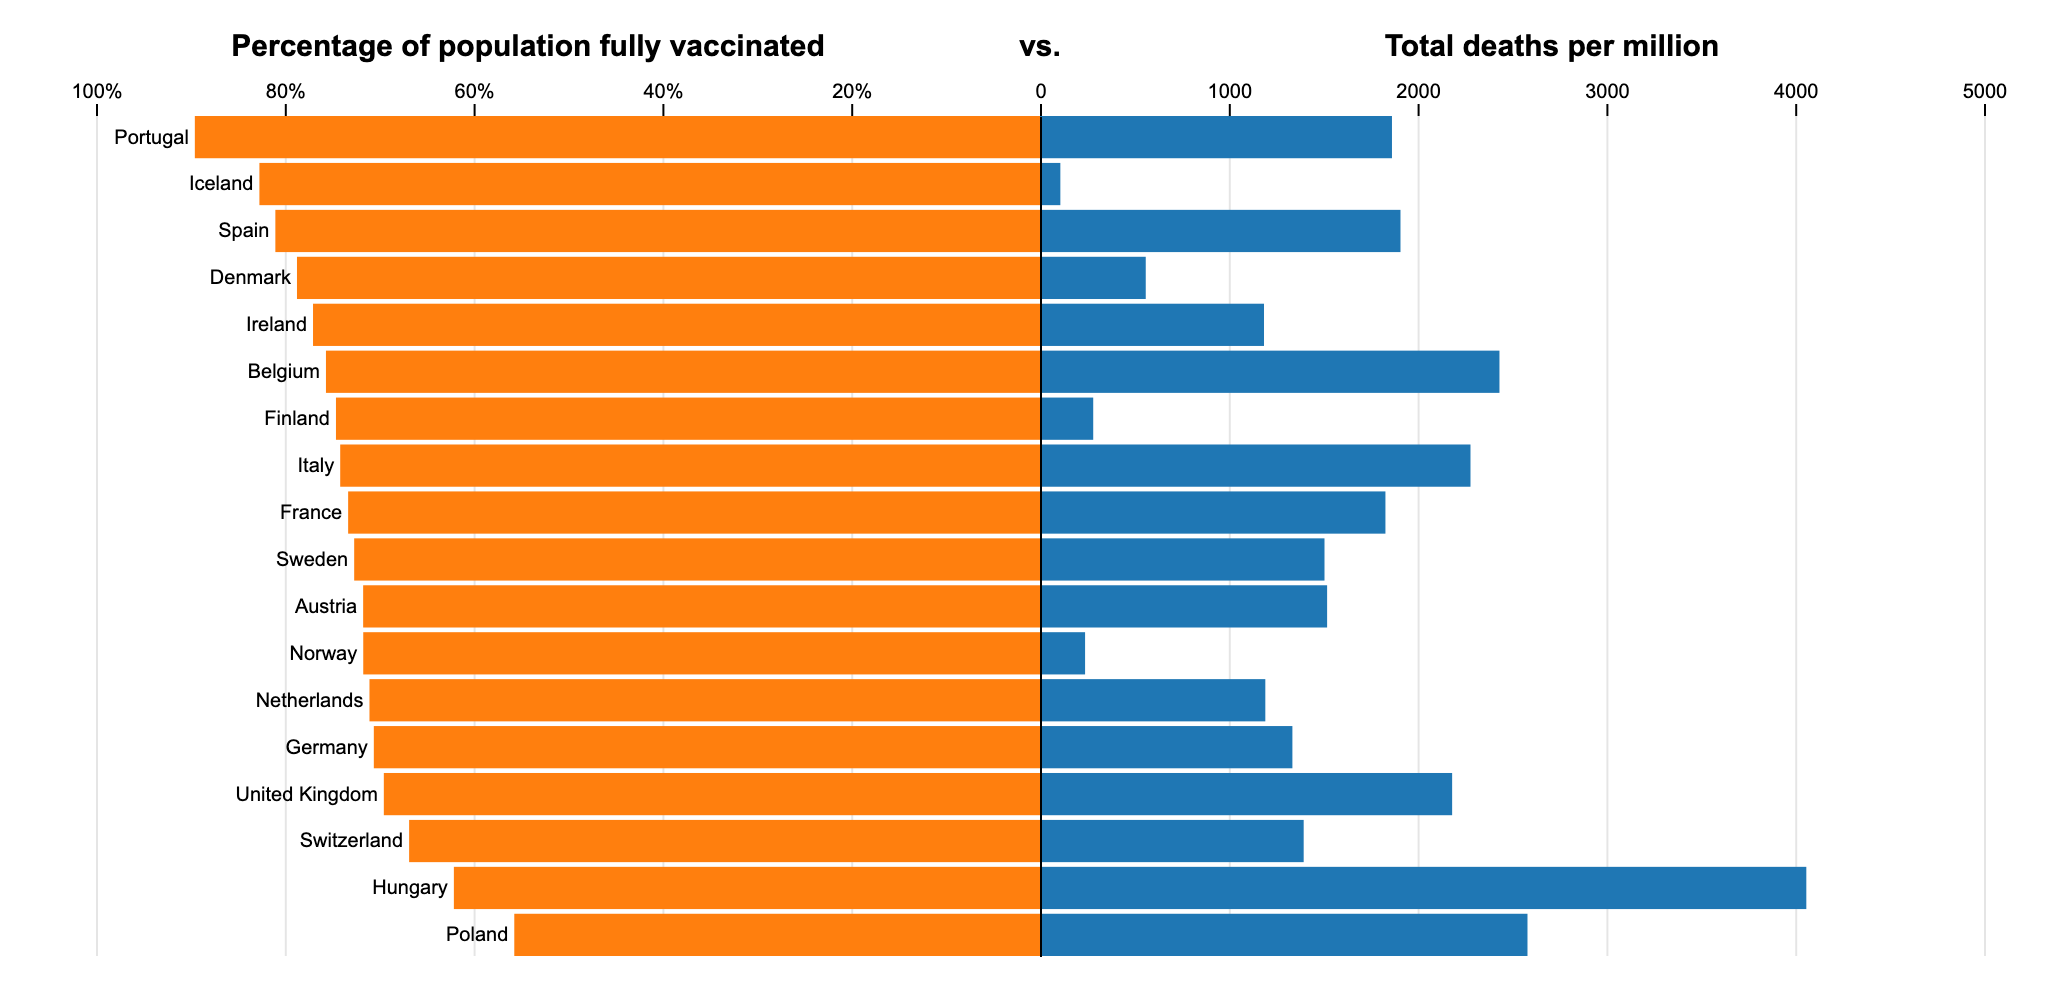 Percentage of population fully vaccinated vs. Total deaths per million
100% 80% 60% 40% 20% 0 1000 2000 3000 4000 5000
Portugal
Iceland
Spain
Denmark
Ireland
Belgium
Finland
Italy
France
Sweden
Austria
Norway
Netherlands
Germany
United Kingdom
Switzerland
Hungary
Poland